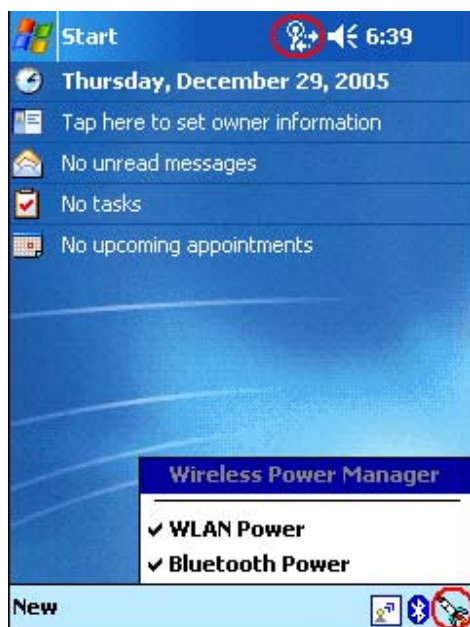 Start 6:39
Thursday, December 29, 2005
Tap here to set owner information
No unread messages
No tasks
No upcoming appointments
Wireless Power Manager
WLAN Power
Bluetooth Power
New